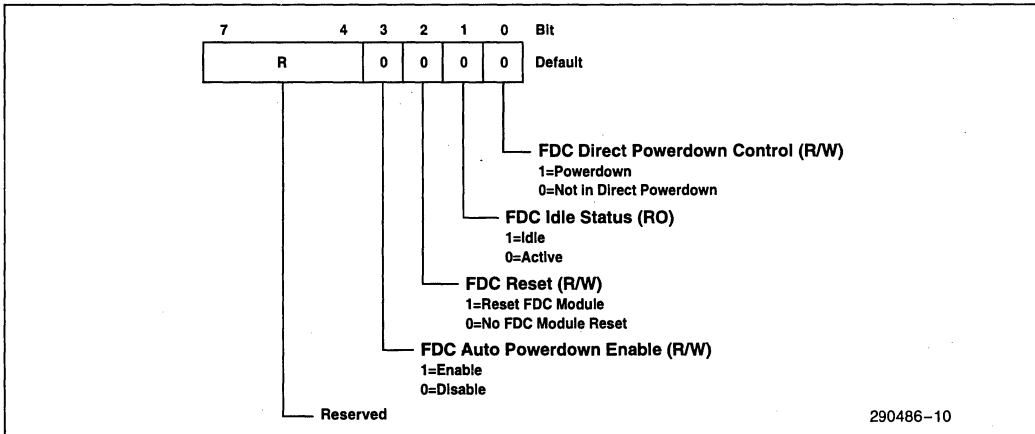 7 4 3 2 1 0 Bit
R 0 0 0 0 Default
FDC Direct Powerdown Control (R/W)
1=Powerdown
0=Not in Direct Powerdown
FDC Idle Status (RO)
1=Idle
0=Active
FDC Reset (R/W)
1=Reset FDC Module
0=No FDC Module Reset
FDC Auto Powerdown Enable (R/W)
1=Enable
0=Disable
Reserved
290486-10